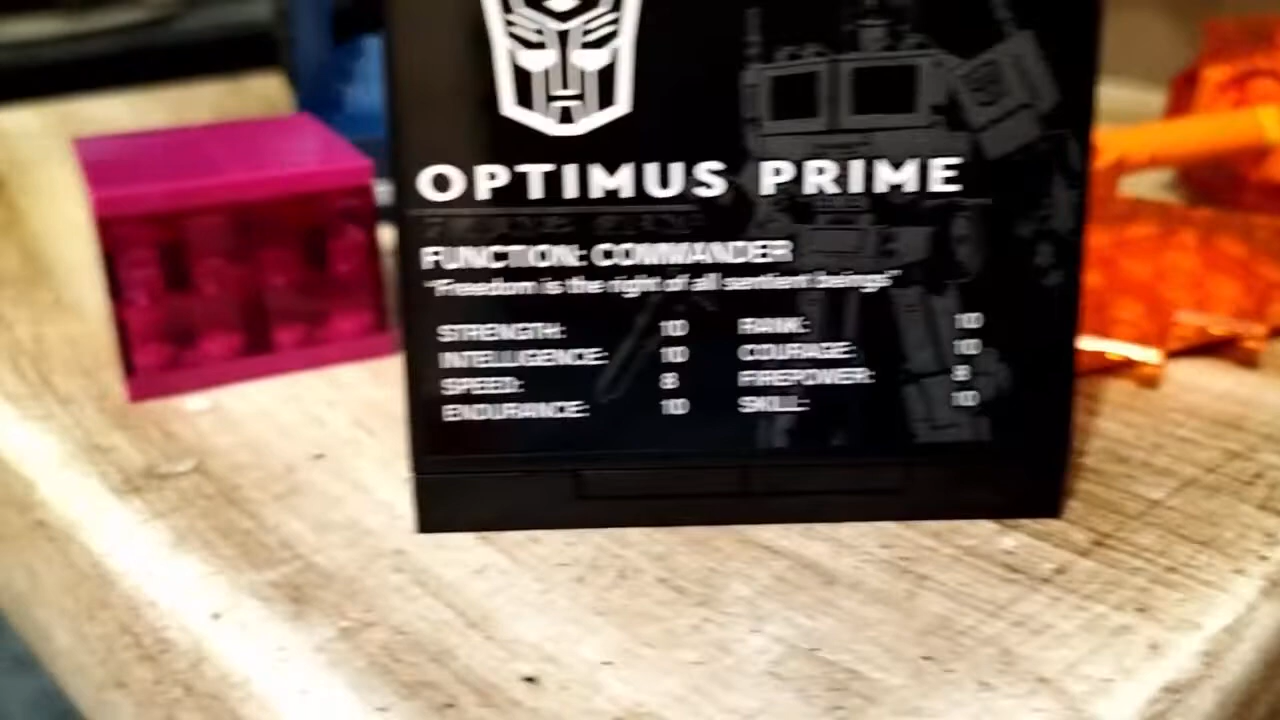 OPTIMUS PRIME
FUNCTION: COMMANDER
"Freedom is the right of all sentient beings"
STRENGTH: 10 RANK: 10
INTELLIGENCE: 10 COURAGE: 10
SPEED: 8 FIREPOWER: 8
ENDURANCE: 10 SKILL: 10